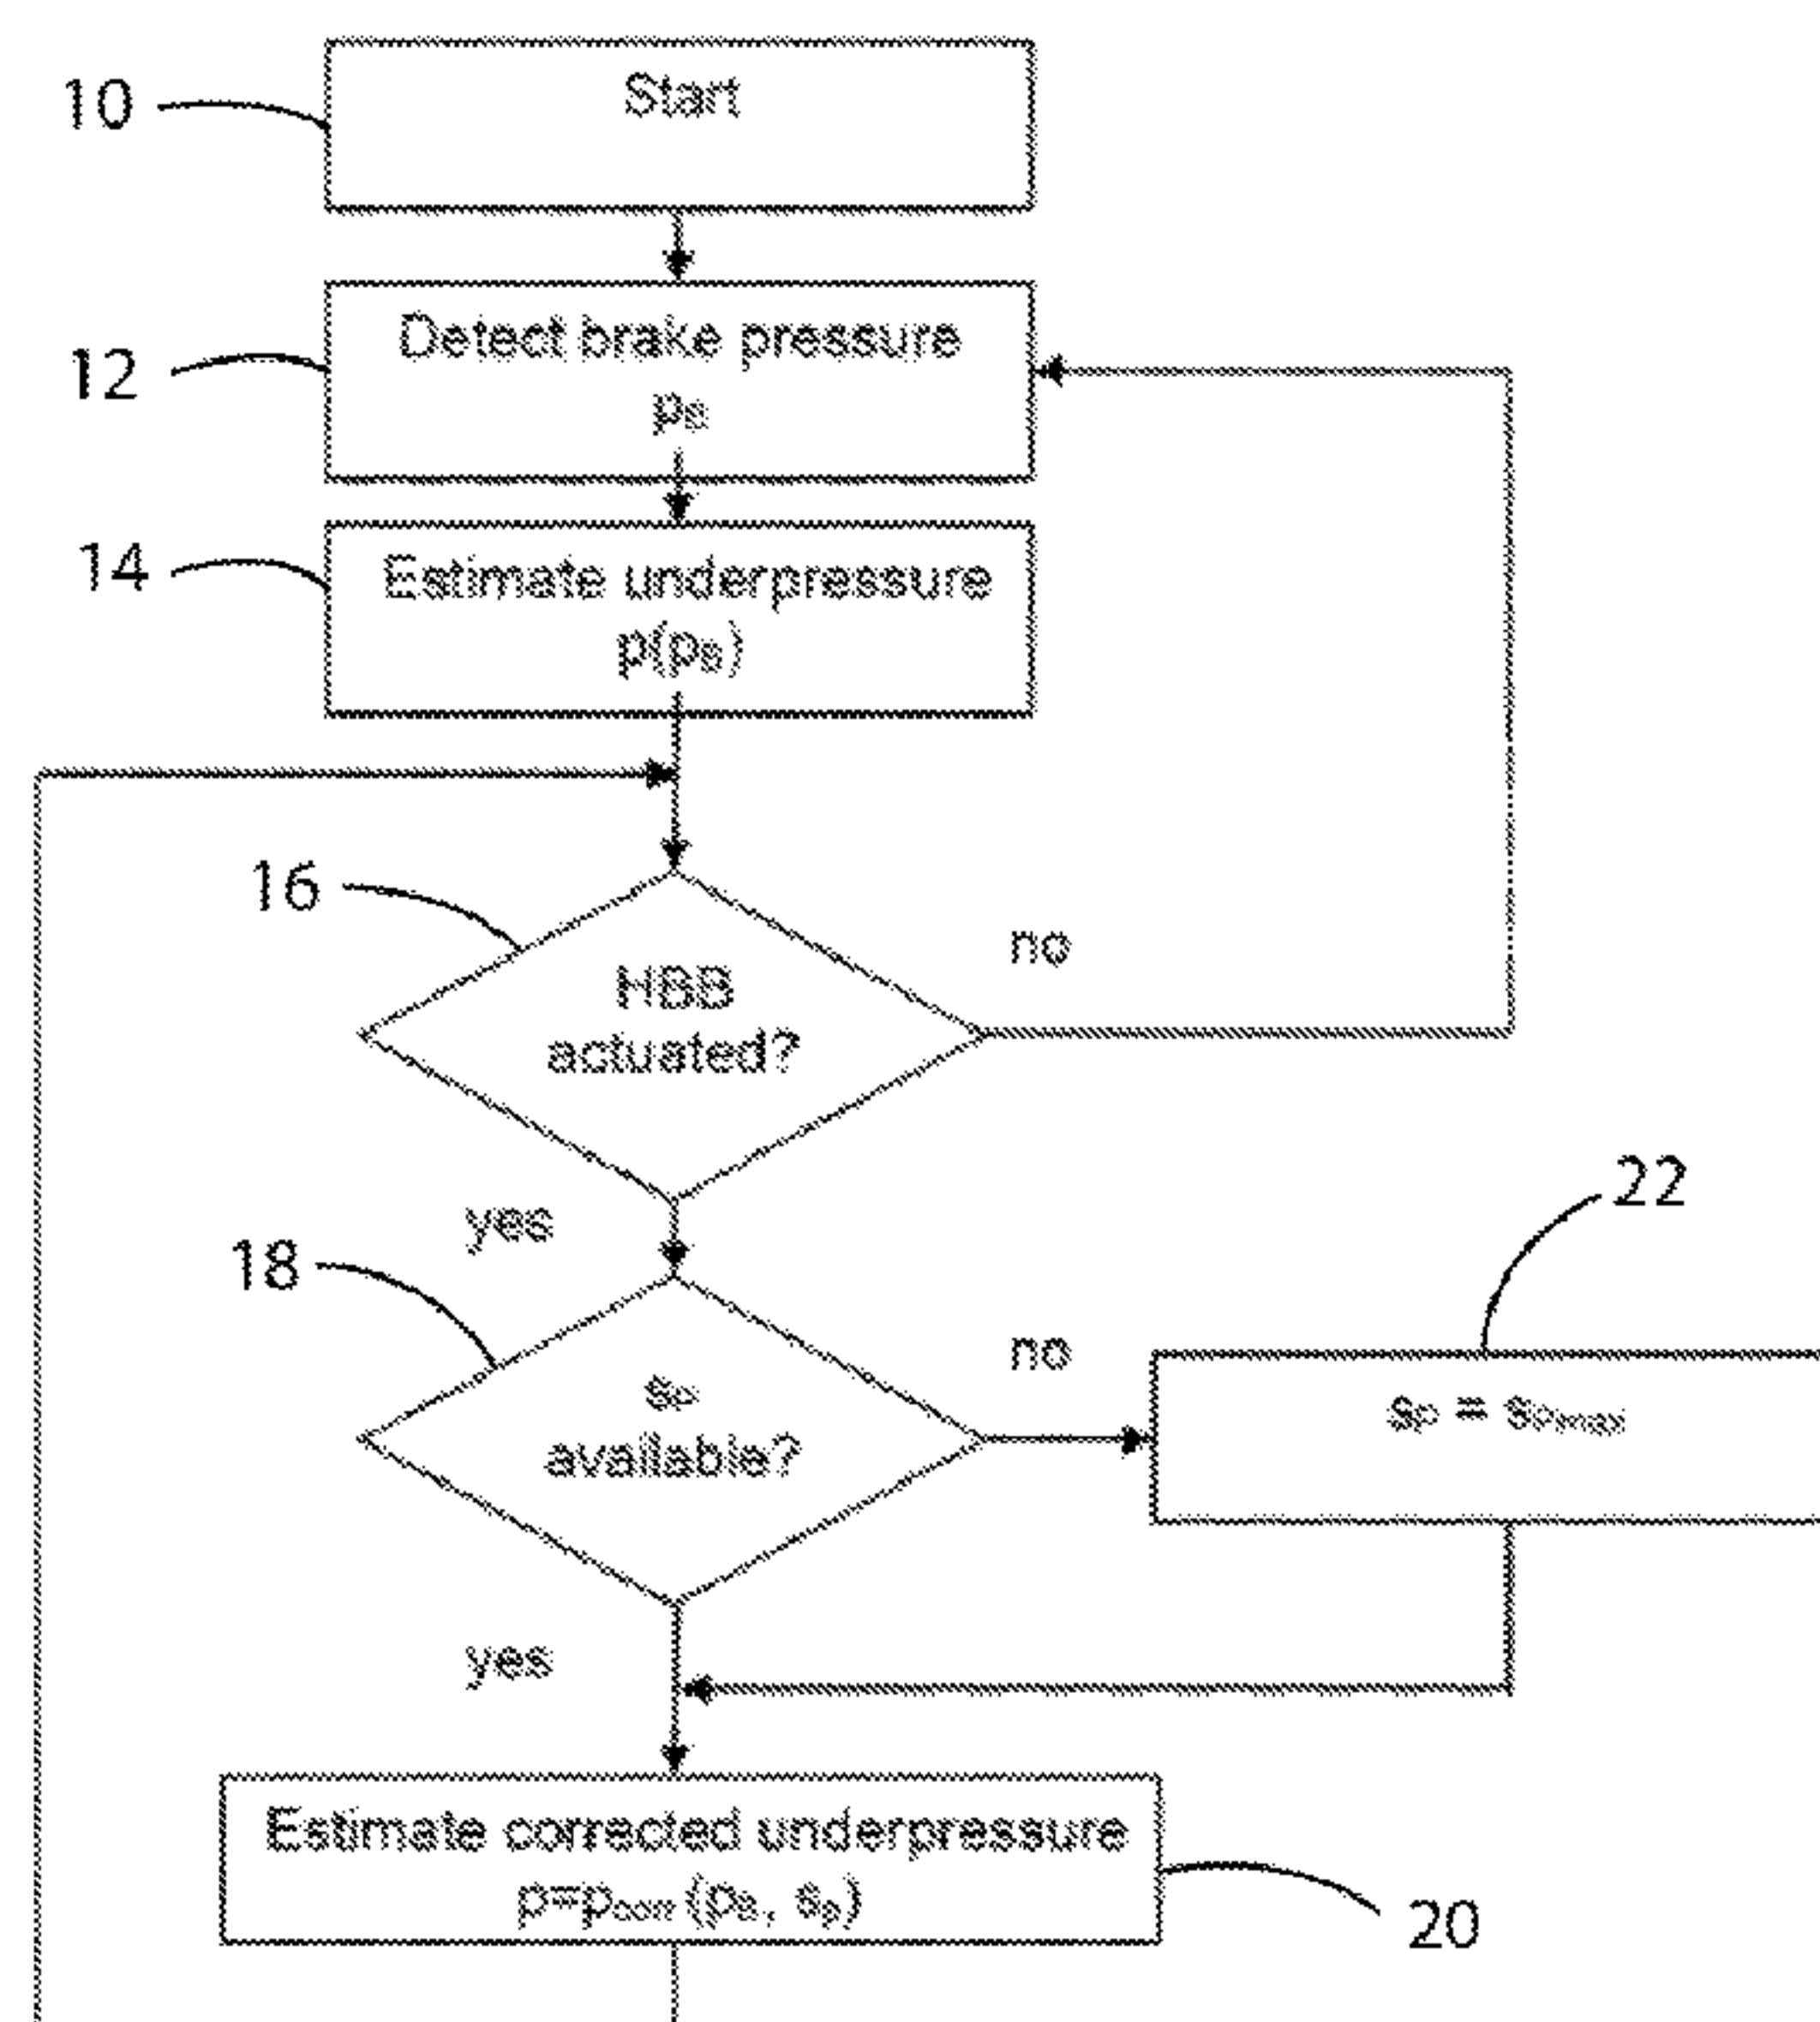 10
Start
12
Detect brake pressure
pB
14
Estimate underpressure
p(pB)
16
HBB
actuated?
no
yes
22
18
sP
available?
no
sP = sPmax
yes
Estimate corrected underpressure
p=pcorr (pB, sp)
20